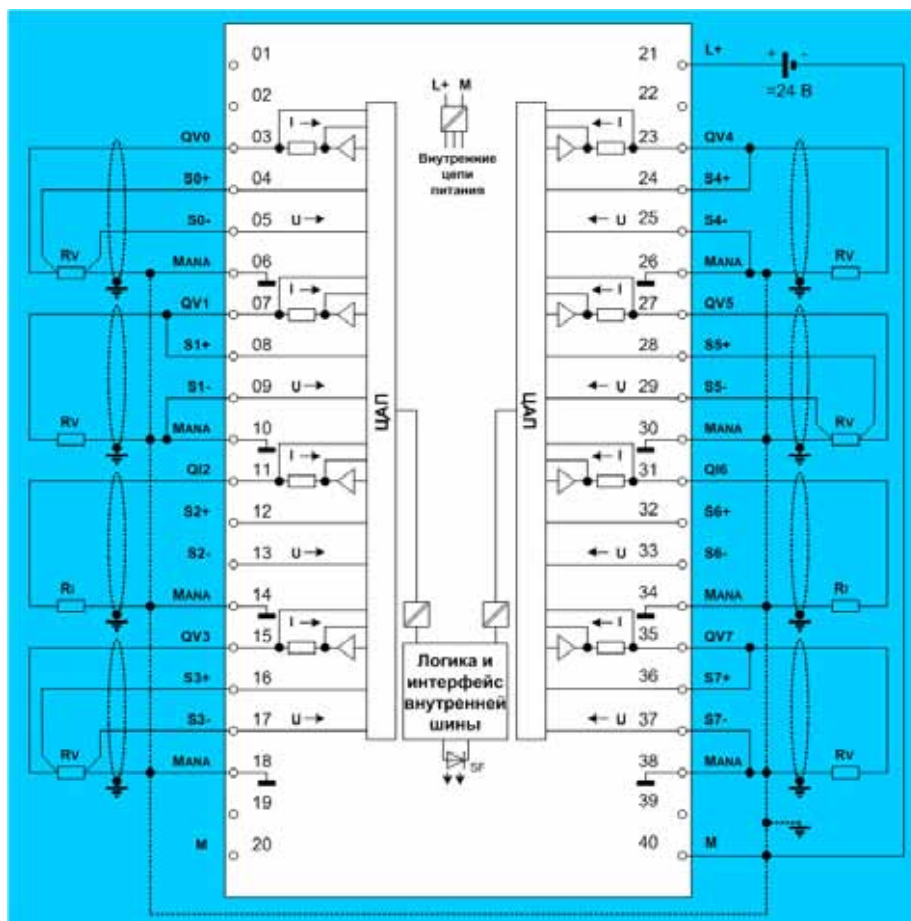 01 21 L+ + -
=24 В
02 L+ M 22
QV0 03 I I 23 QV4
Внутренние
цепи
питания
S0+ 04 24 S4+
S0- 05 U U 25 S4-
RV MANA 06 26 MANA RV
QV1 07 I I 27 QV5
S1+ 08 28 S5+
S1- 09 U U 29 S5-
ЦАП ЦАП
RV MANA 10 30 MANA RV
QI2 11 I I 31 QI6
S2+ 12 32 S6+
S2- 13 U U 33 S6-
RI MANA 14 34 MANA RI
QV3 15 I I 35 QV7
Логика и
интерфейс
внутренней
шины
S3+ 16 36 S7+
S3- 17 U U 37 S7-
RV MANA 18 38 MANA RV
SF
19 39
M 20 40 M